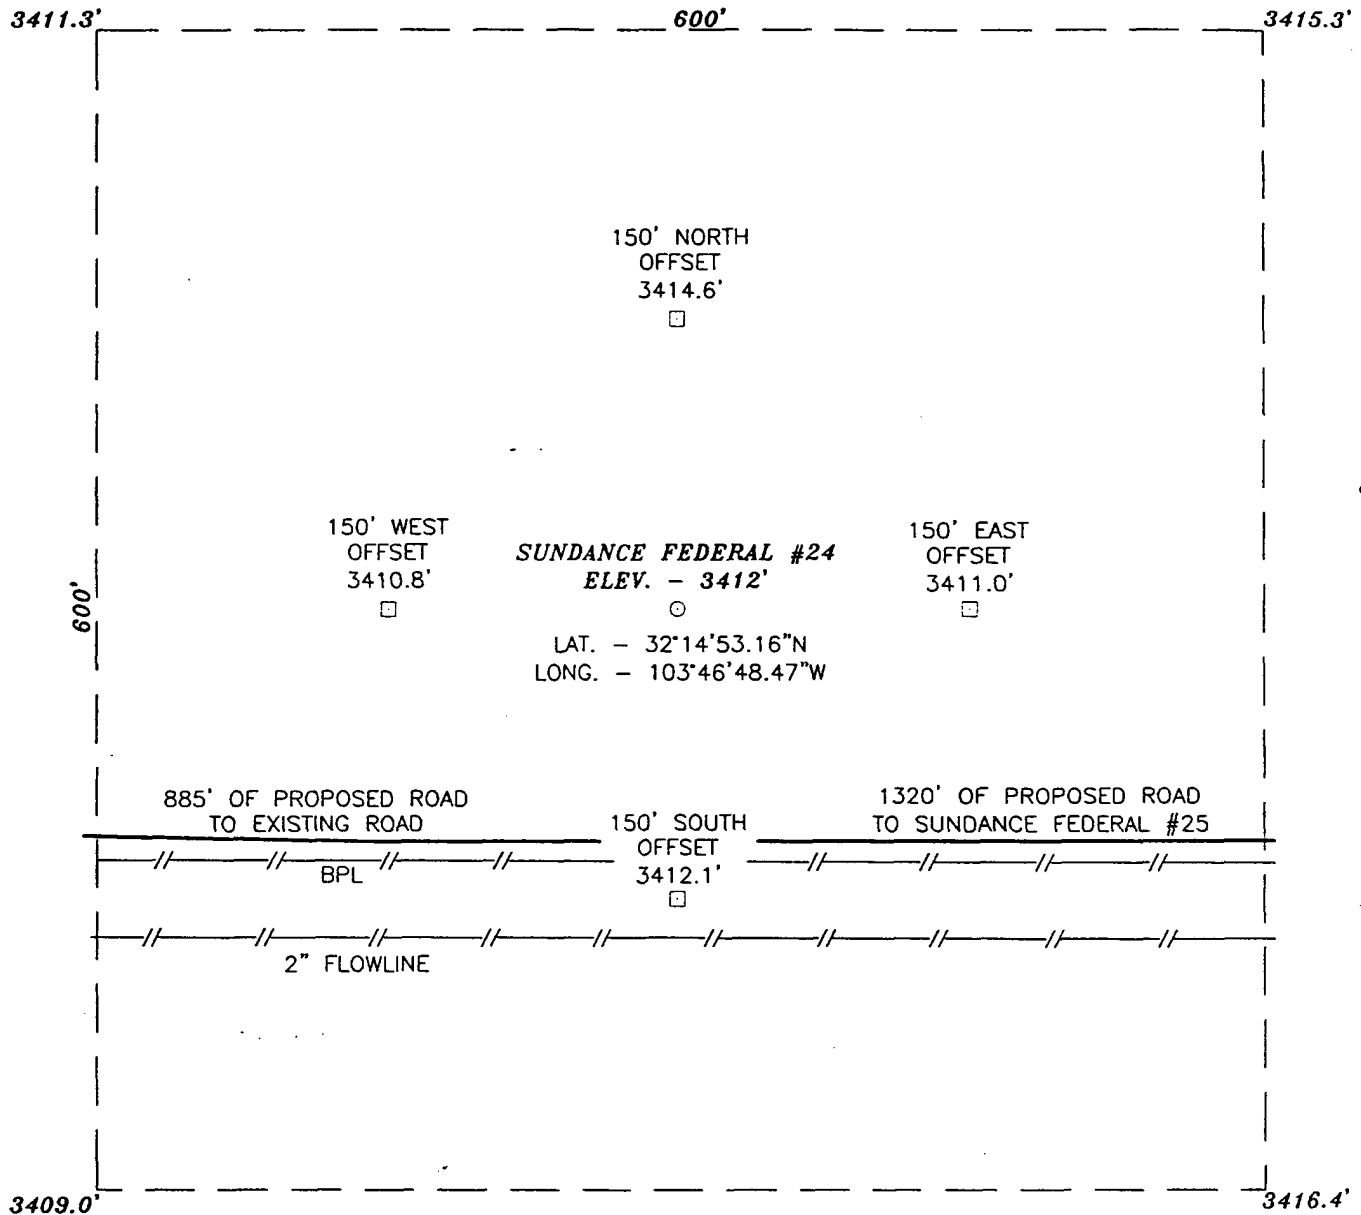 3411.3'
600'
3415.3'
150' NORTH
OFFSET
3414.6'
150' WEST
OFFSET
3410.8'
SUNDANCE FEDERAL #24
ELEV. - 3412'
150' EAST
OFFSET
3411.0'
600'
LAT. - 32°14'53.16"N
LONG. - 103°46'48.47"W
885' OF PROPOSED ROAD
TO EXISTING ROAD
150' SOUTH
OFFSET
3412.1'
1320' OF PROPOSED ROAD
TO SUNDANCE FEDERAL #25
BPL
2" FLOWLINE
3409.0'
3416.4'